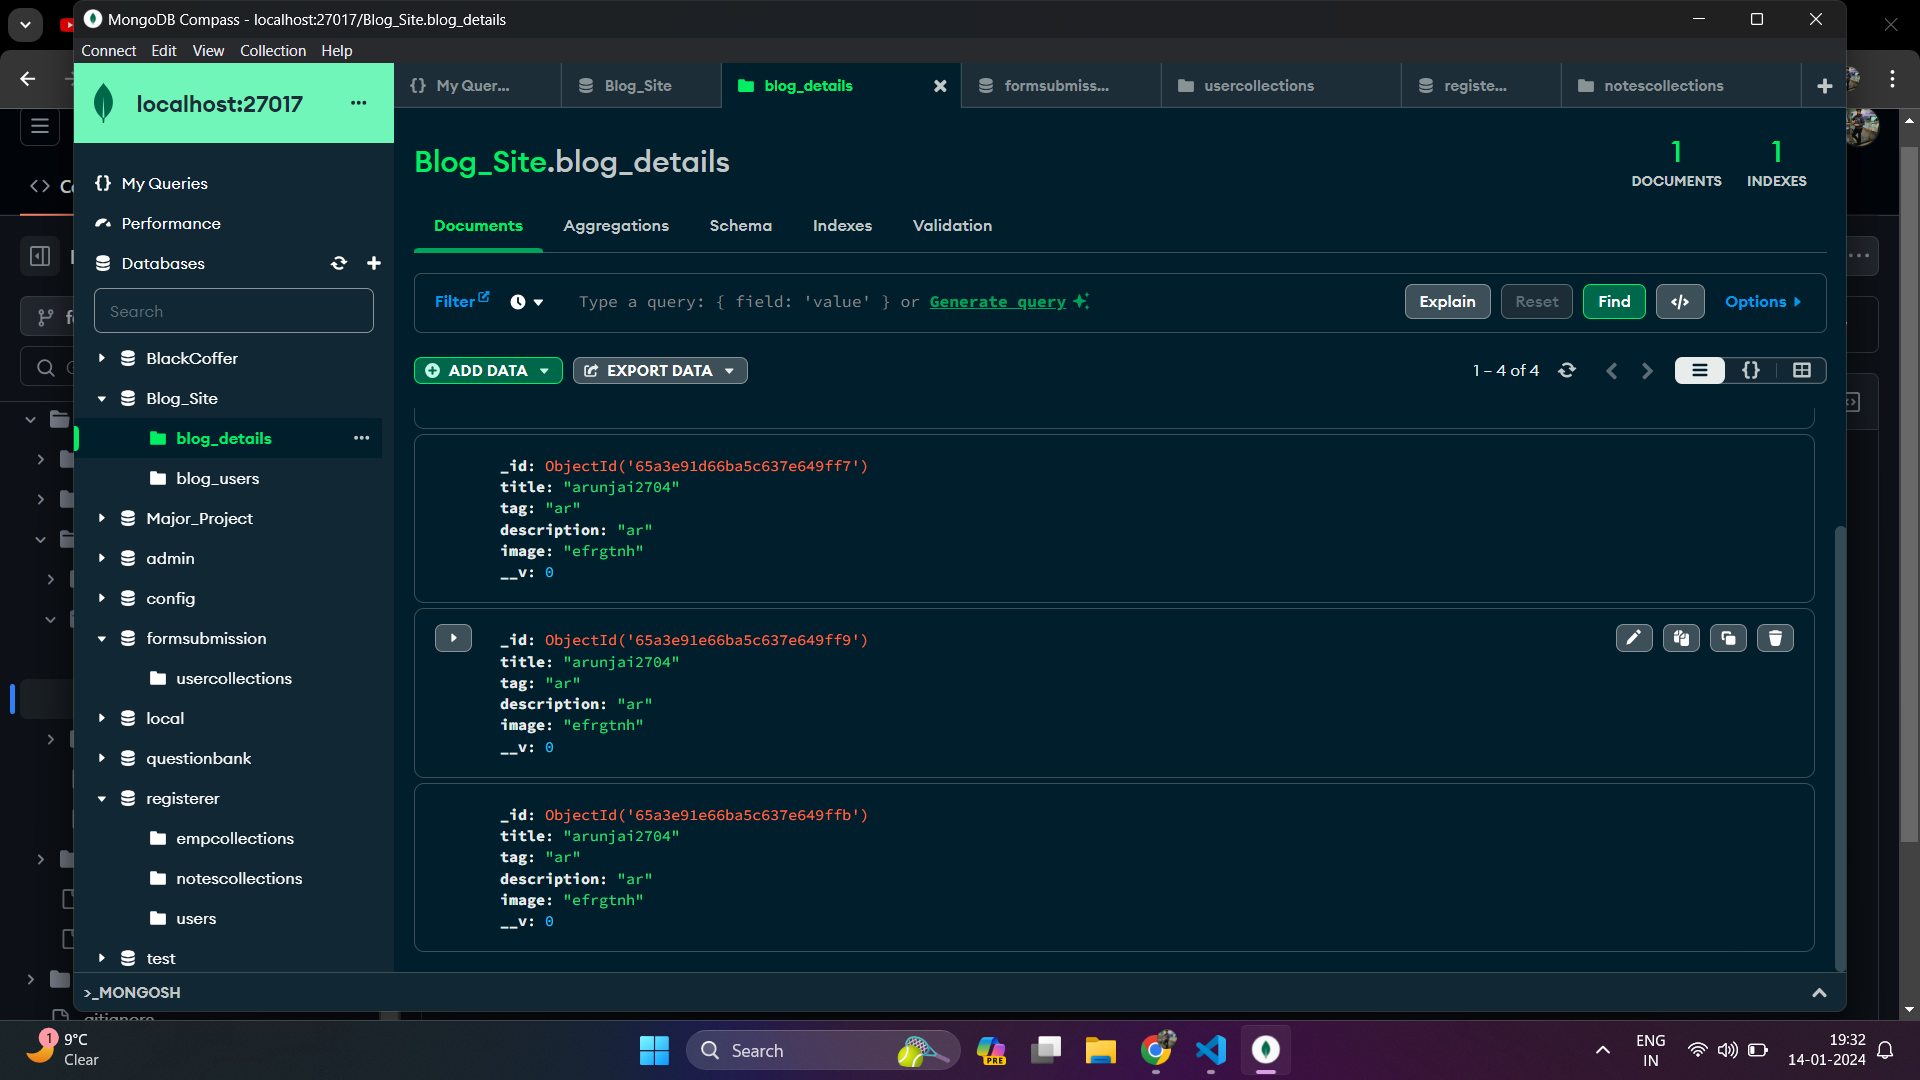 MongoDB Compass - localhost:27017/Blog_Site.blog_details
Connect Edit View Collection Help
localhost:27017
My Queries
Performance
Databases
Search
BlackCoffer
Blog_Site
blog_details
blog_users
Major_Project
admin
config
formsubmission
usercollections
local
questionbank
registerer
empcollections
notescollections
users
test
{} My Quer...
Blog_Site
blog_details
formsubmiss...
usercollections
registe...
notescollections
Blog_Site.blog_details
1
DOCUMENTS
1
INDEXES
Documents Aggregations Schema Indexes Validation
Filter
Type a query: { field: 'value' } or Generate query
Explain Reset Find </> Options
ADD DATA
EXPORT DATA
1 – 4 of 4
{}
_id: ObjectId('65a3e91d66ba5c637e649ff7')
title: "arunjai2704"
tag: "ar"
description: "ar"
image: "efrgtnh"
__v: 0
_id: ObjectId('65a3e91e66ba5c637e649ff9')
title: "arunjai2704"
tag: "ar"
description: "ar"
image: "efrgtnh"
__v: 0
_id: ObjectId('65a3e91e66ba5c637e649ffb')
title: "arunjai2704"
tag: "ar"
description: "ar"
image: "efrgtnh"
__v: 0
>_MONGOSH
1
9°C
Clear
Search
PRE
ENG
IN
19:32
14-01-2024